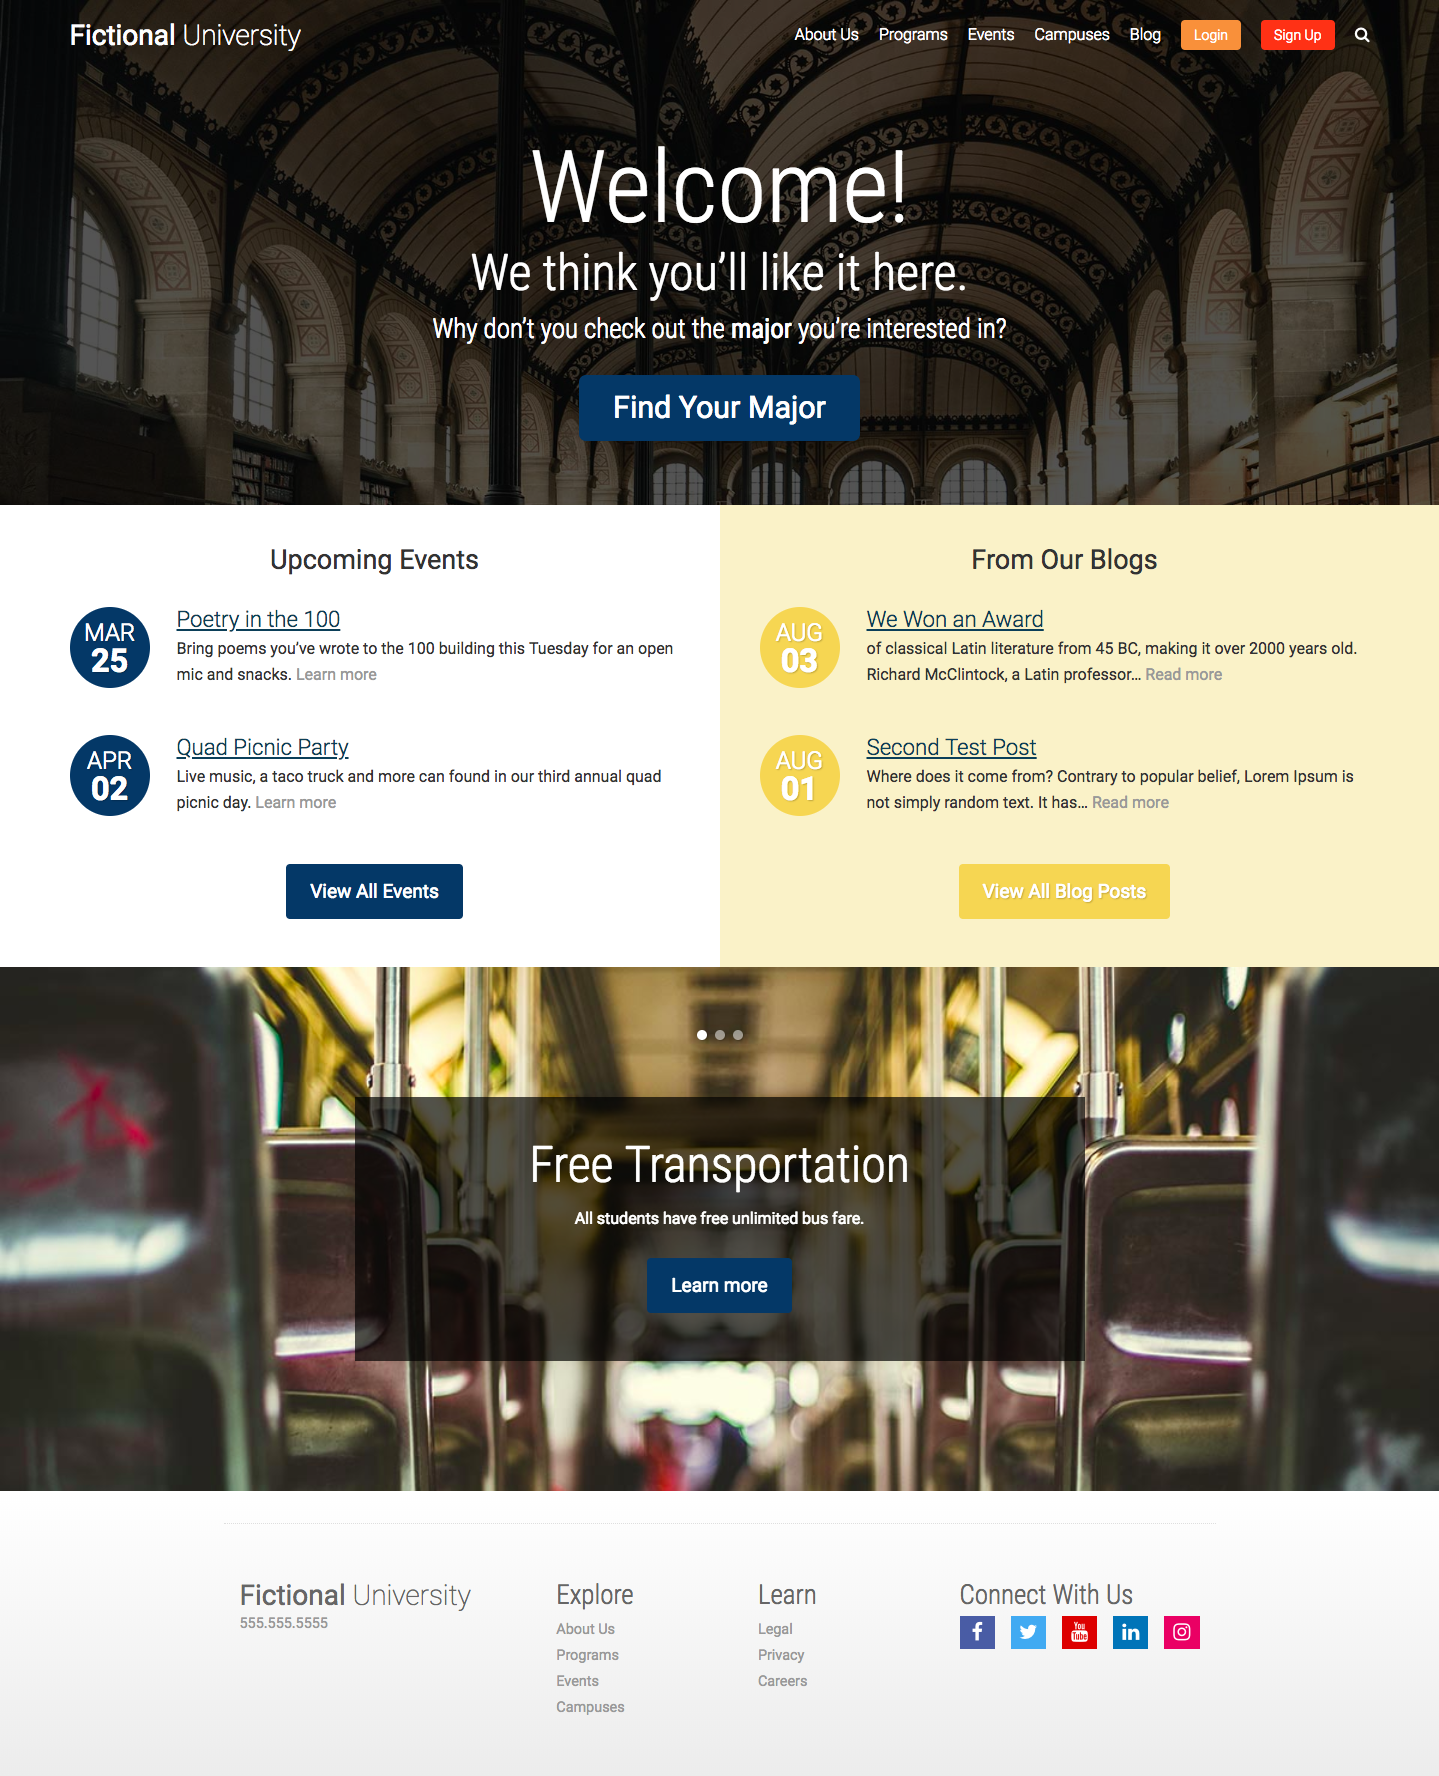 Fictional University
About Us Programs Events Campuses Blog Login Sign Up
Welcome!
We think you’ll like it here.
Why don’t you check out the major you’re interested in?
Find Your Major
Upcoming Events
MAR
25
Poetry in the 100
Bring poems you’ve wrote to the 100 building this Tuesday for an open
mic and snacks. Learn more
APR
02
Quad Picnic Party
Live music, a taco truck and more can found in our third annual quad
picnic day. Learn more
View All Events
From Our Blogs
AUG
03
We Won an Award
of classical Latin literature from 45 BC, making it over 2000 years old.
Richard McClintock, a Latin professor… Read more
AUG
01
Second Test Post
Where does it come from? Contrary to popular belief, Lorem Ipsum is
not simply random text. It has… Read more
View All Blog Posts
Free Transportation
All students have free unlimited bus fare.
Learn more
Fictional University
555.555.5555
Explore
About Us
Programs
Events
Campuses
Learn
Legal
Privacy
Careers
Connect With Us
You
Tube
in